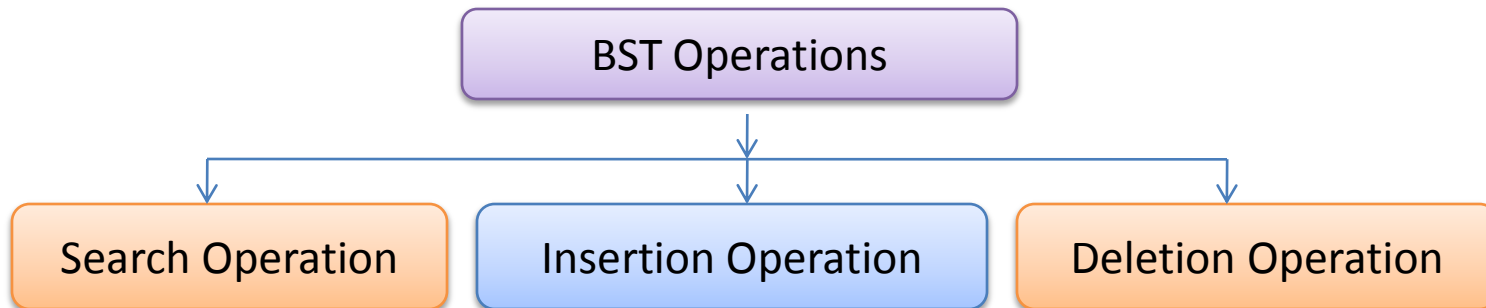 BST Operations
Search Operation
Insertion Operation
Deletion Operation